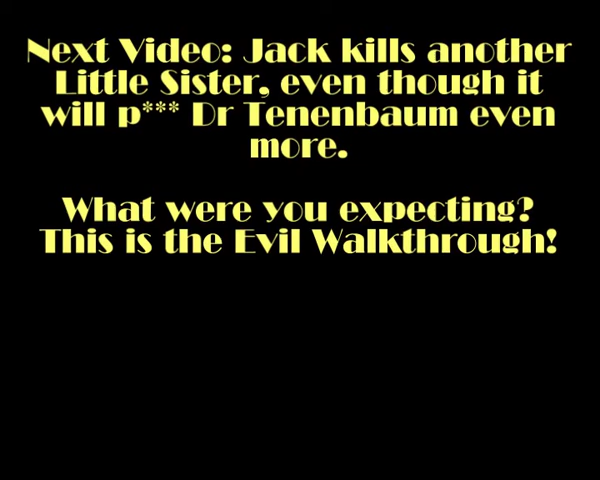 Next Video: Jack kills another
Little Sister, even though it
will p*** Dr Tenenbaum even
more.
What were you expecting?
This is the Evil Walkthrough!